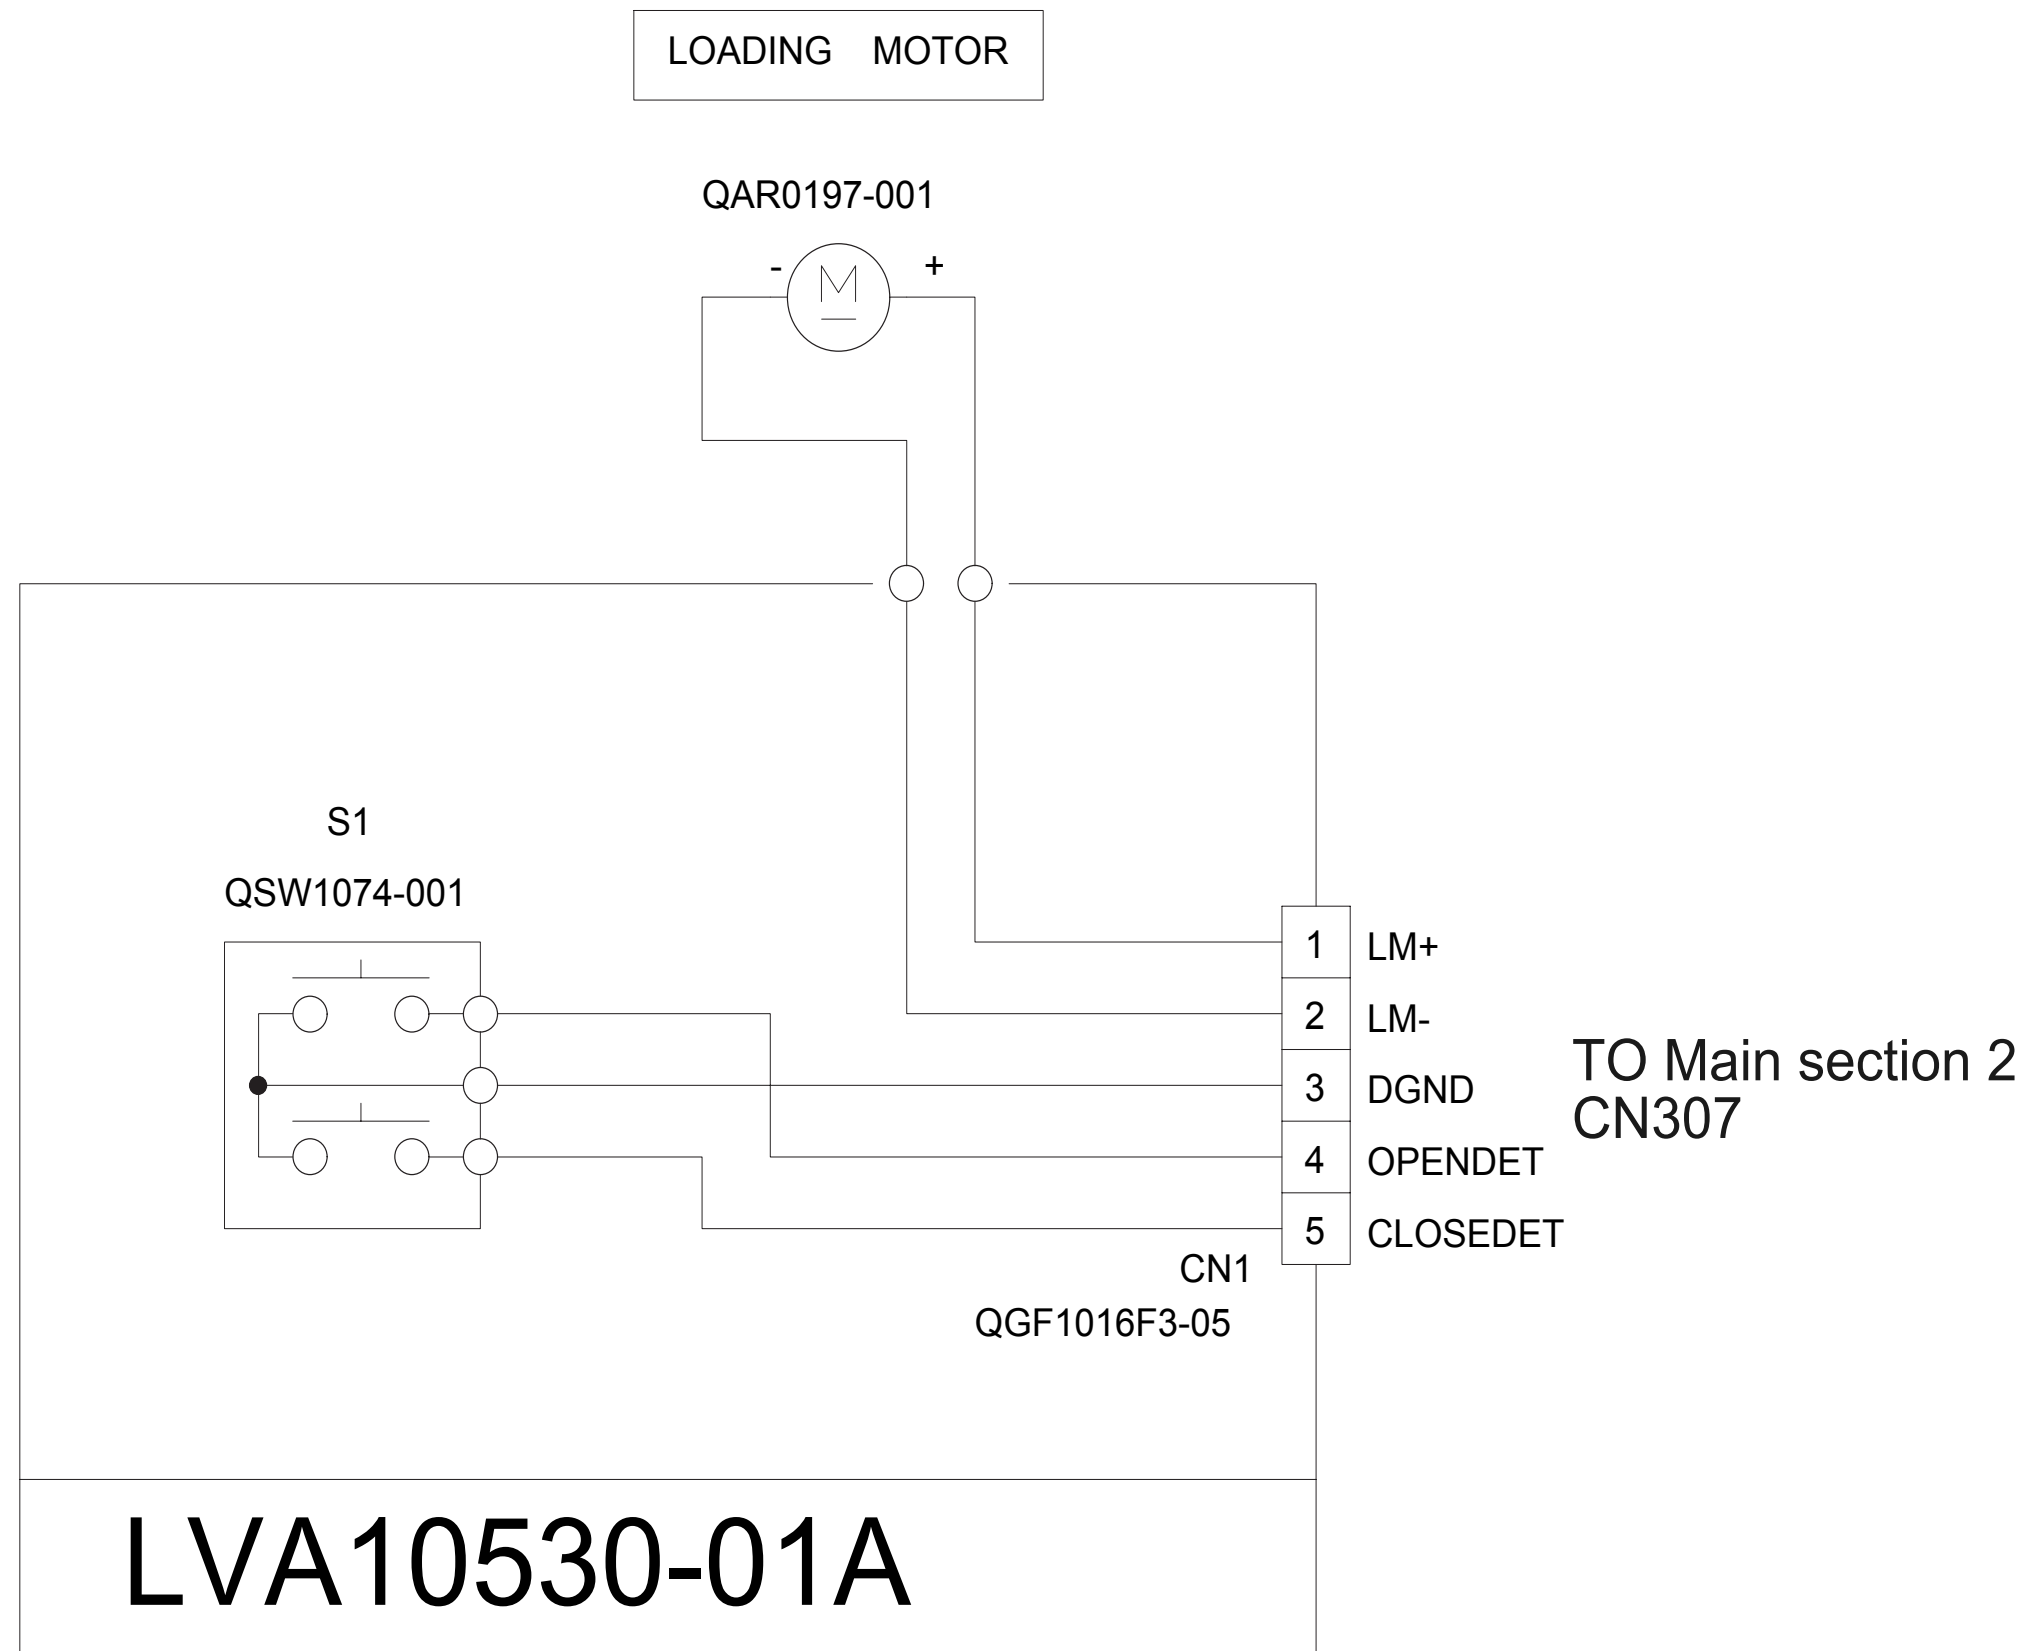 LOADING MOTOR
QAR0197-001
- M +
S1
QSW1074-001
1 LM+
2 LM-
3 DGND
4 OPENDET
5 CLOSEDET
TO Main section 2
CN307
CN1
QGF1016F3-05
LVA10530-01A